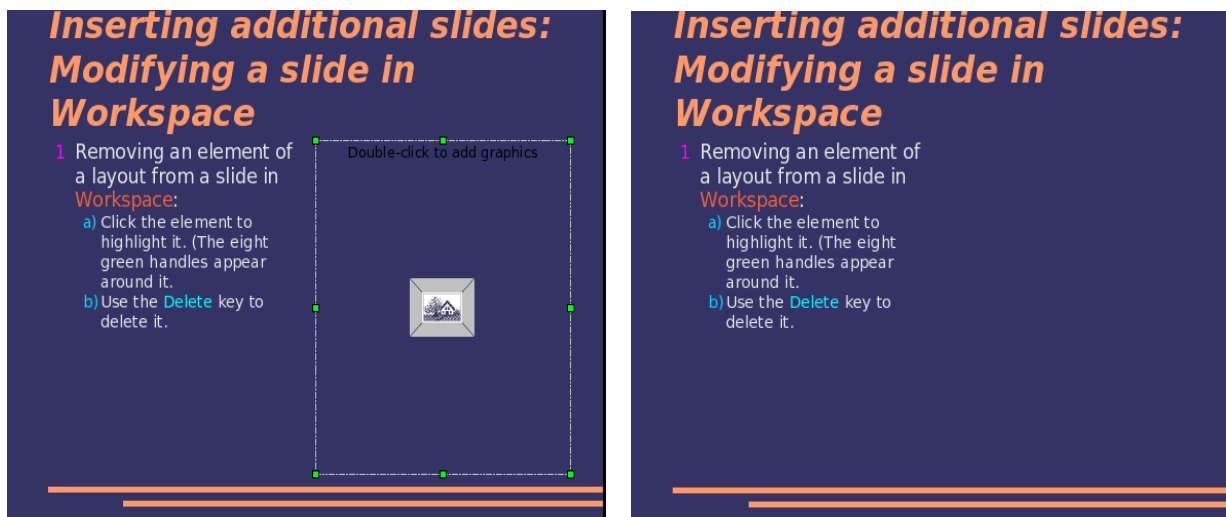 Inserting additional slides:
Modifying a slide in
Workspace
1 Removing an element of
a layout from a slide in
Workspace:
a) Click the element to
highlight it. (The eight
green handles appear
around it.
b) Use the Delete key to
delete it.
Double-click to add graphics
Inserting additional slides:
Modifying a slide in
Workspace
1 Removing an element of
a layout from a slide in
Workspace:
a) Click the element to
highlight it. (The eight
green handles appear
around it.
b) Use the Delete key to
delete it.